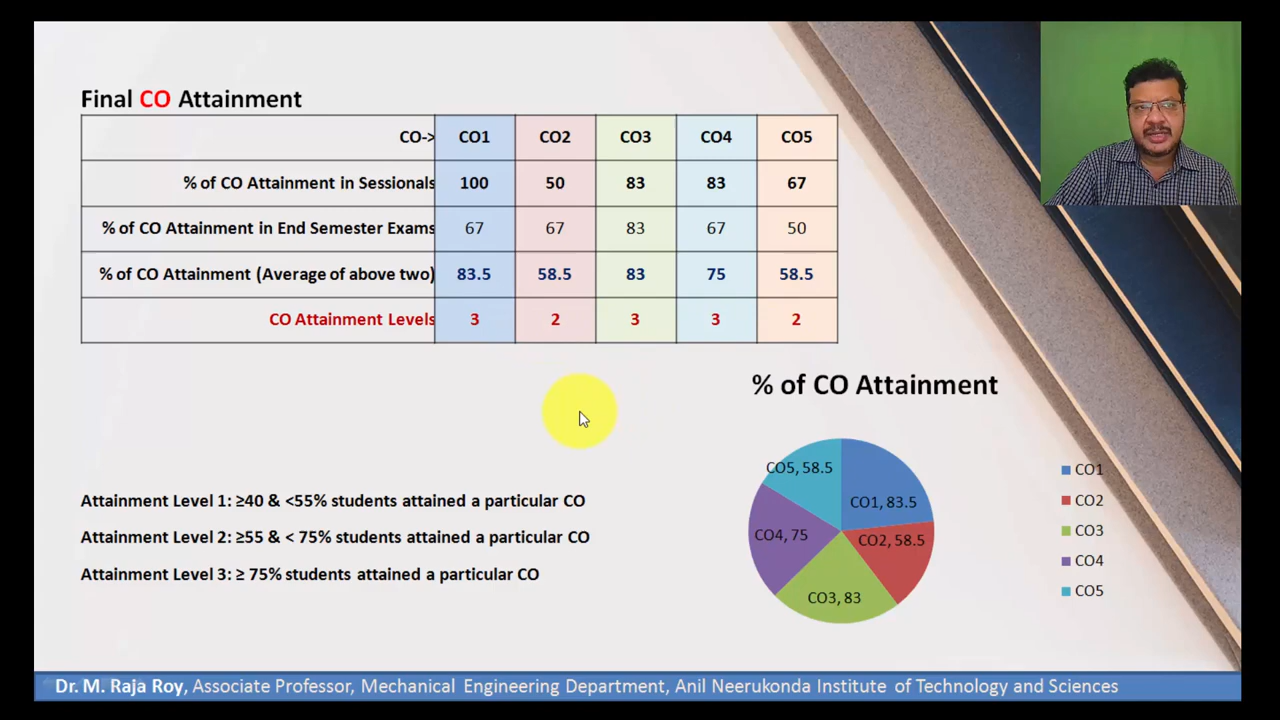 Final CO Attainment
CO-> CO1 CO2 CO3 CO4 CO5
% of CO Attainment in Sessionals 100 50 83 83 67
% of CO Attainment in End Semester Exams 67 67 83 67 50
% of CO Attainment (Average of above two) 83.5 58.5 83 75 58.5
CO Attainment Levels 3 2 3 3 2
% of CO Attainment
CO5, 58.5
CO1, 83.5
CO4, 75
CO2, 58.5
CO3, 83
CO1
CO2
CO3
CO4
CO5
Attainment Level 1: ≥40 & <55% students attained a particular CO
Attainment Level 2: ≥55 & < 75% students attained a particular CO
Attainment Level 3: ≥ 75% students attained a particular CO
Dr. M. Raja Roy, Associate Professor, Mechanical Engineering Department, Anil Neerukonda Institute of Technology and Sciences